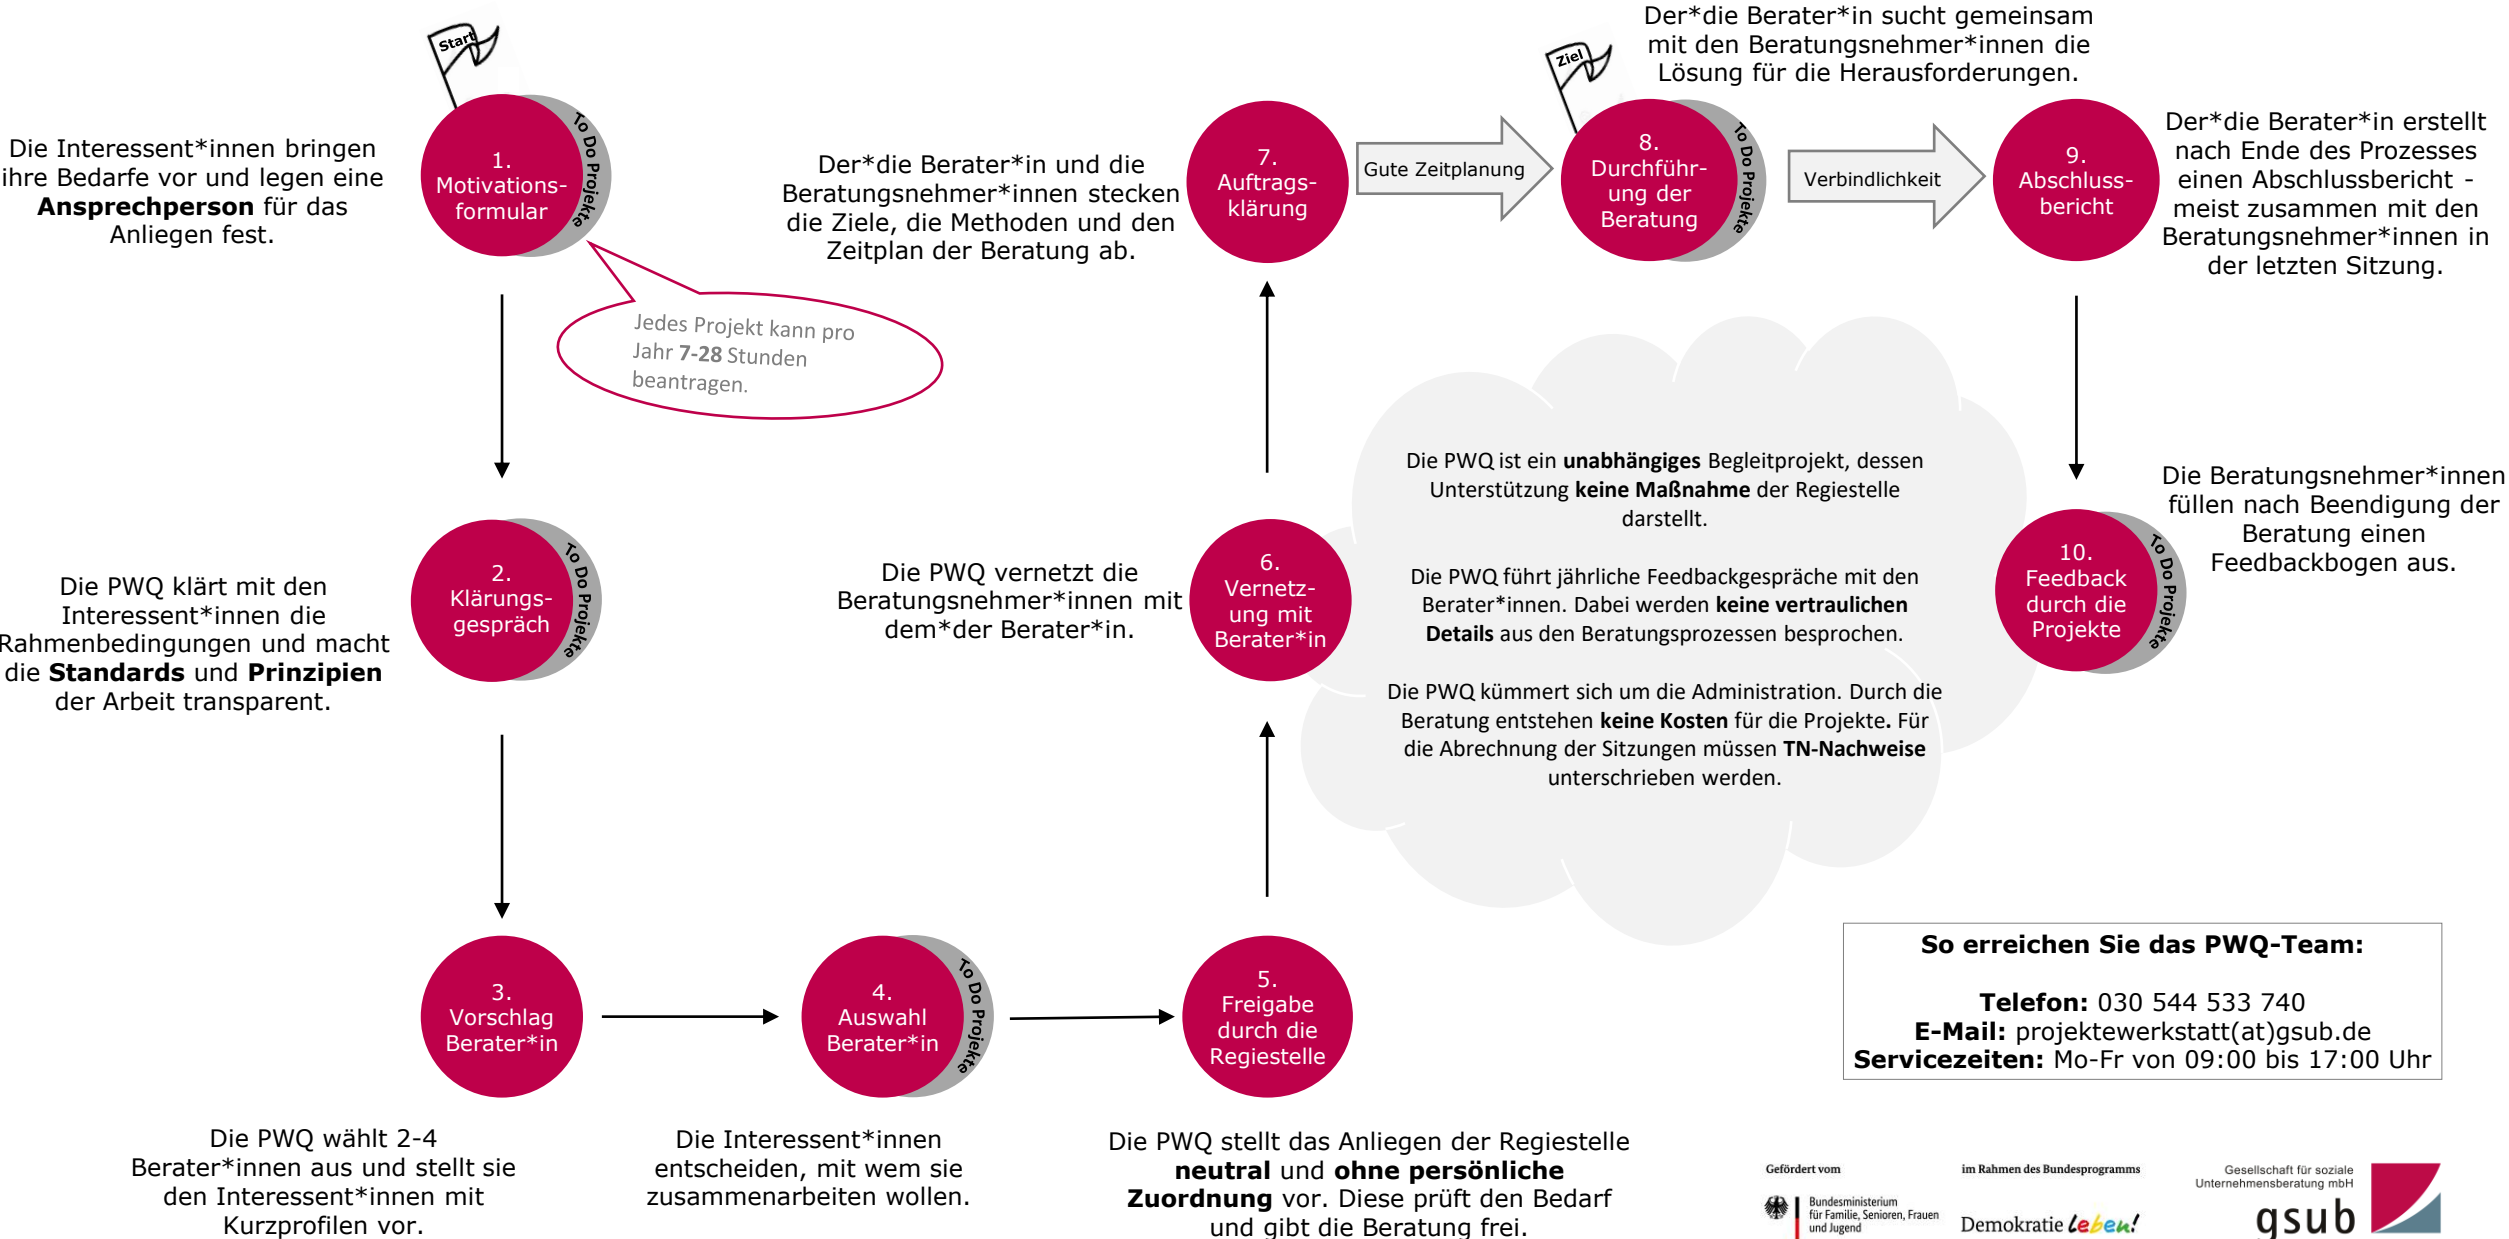 Start
1.
Motivations-
formular
To Do Projekte
Die Interessent*innen bringen
ihre Bedarfe vor und legen eine
Ansprechperson für das
Anliegen fest.
Jedes Projekt kann pro
Jahr 7-28 Stunden
beantragen.
2.
Klärungs-
gespräch
To Do Projekte
Die PWQ klärt mit den
Interessent*innen die
Rahmenbedingungen und macht
die Standards und Prinzipien
der Arbeit transparent.
3.
Vorschlag
Berater*in
Die PWQ wählt 2-4
Berater*innen aus und stellt sie
den Interessent*innen mit
Kurzprofilen vor.
4.
Auswahl
Berater*in
To Do Projekte
Die Interessent*innen
entscheiden, mit wem sie
zusammenarbeiten wollen.
5.
Freigabe
durch die
Regiestelle
Die PWQ stellt das Anliegen der Regiestelle
neutral und ohne persönliche
Zuordnung vor. Diese prüft den Bedarf
und gibt die Beratung frei.
6.
Vernetz-
ung mit
Berater*in
Die PWQ vernetzt die
Beratungsnehmer*innen mit
dem*der Berater*in.
7.
Auftrags-
klärung
Der*die Berater*in und die
Beratungsnehmer*innen stecken
die Ziele, die Methoden und den
Zeitplan der Beratung ab.
Gute Zeitplanung
Ziel
8.
Durchführ-
ung der
Beratung
To Do Projekte
Der*die Berater*in sucht gemeinsam
mit den Beratungsnehmer*innen die
Lösung für die Herausforderungen.
Verbindlichkeit
9.
Abschluss-
bericht
Der*die Berater*in erstellt
nach Ende des Prozesses
einen Abschlussbericht -
meist zusammen mit den
Beratungsnehmer*innen in
der letzten Sitzung.
10.
Feedback
durch die
Projekte
To Do Projekte
Die Beratungsnehmer*innen
füllen nach Beendigung der
Beratung einen
Feedbackbogen aus.
Die PWQ ist ein unabhängiges Begleitprojekt, dessen
Unterstützung keine Maßnahme der Regiestelle
darstellt.
Die PWQ führt jährliche Feedbackgespräche mit den
Berater*innen. Dabei werden keine vertraulichen
Details aus den Beratungsprozessen besprochen.
Die PWQ kümmert sich um die Administration. Durch die
Beratung entstehen keine Kosten für die Projekte. Für
die Abrechnung der Sitzungen müssen TN-Nachweise
unterschrieben werden.
So erreichen Sie das PWQ-Team:
Telefon: 030 544 533 740
E-Mail: projektewerkstatt(at)gsub.de
Servicezeiten: Mo-Fr von 09:00 bis 17:00 Uhr
Gefördert vom
Bundesministerium
für Familie, Senioren, Frauen
und Jugend
im Rahmen des Bundesprogramms
Demokratie leben!
Gesellschaft für soziale
Unternehmensberatung mbH
gsub